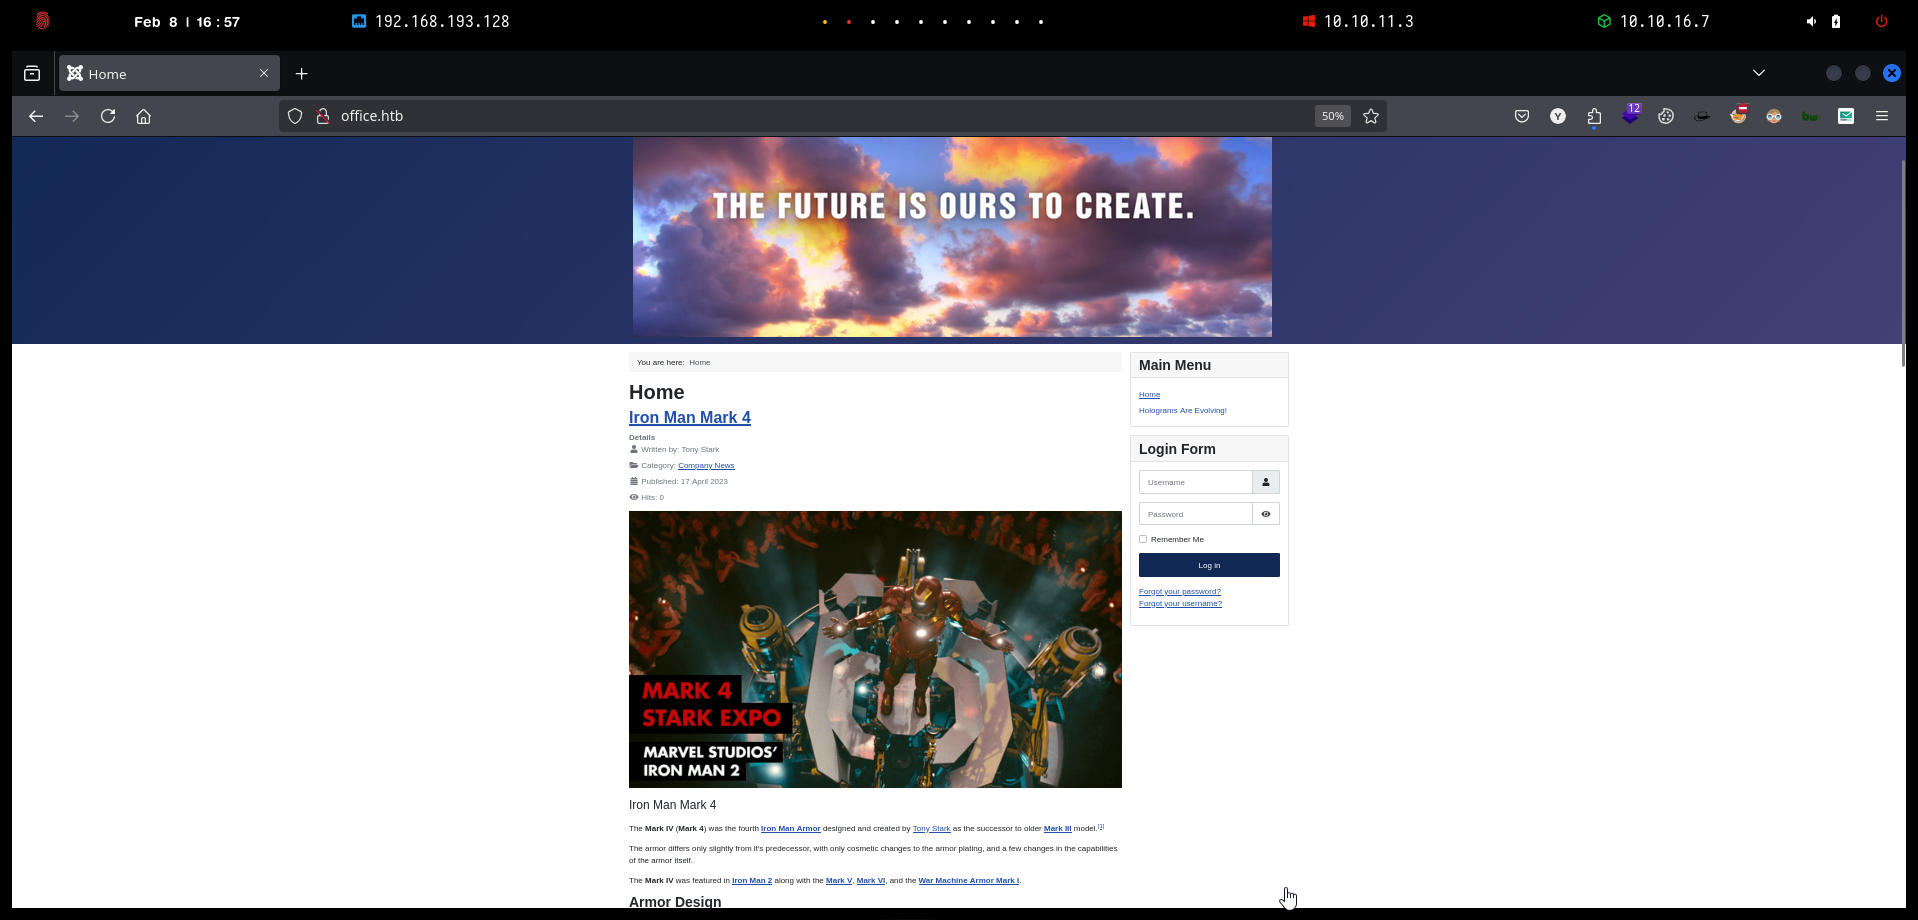 Feb 8 | 16:57
192.168.193.128
10.10.11.3
10.10.16.7
Home
office.htb
50%
Y
12
bw
THE FUTURE IS OURS TO CREATE.
You are here: Home
Home
Iron Man Mark 4
Details
Written by: Tony Stark
Category: Company News
Published: 17 April 2023
Hits: 0
MARK 4
STARK EXPO
MARVEL STUDIOS'
IRON MAN 2
Iron Man Mark 4
The Mark IV (Mark 4) was the fourth Iron Man Armor designed and created by Tony Stark as the successor to older Mark III model.
The armor differs only slightly from it's predecessor, with only cosmetic changes to the armor plating, and a few changes in the capabilities
of the armor itself.
The Mark IV was featured in Iron Man 2 along with the Mark V, Mark VI, and the War Machine Armor Mark I.
Armor Design
Main Menu
Home
Holograms Are Evolving!
Login Form
Username
Password
Remember Me
Log in
Forgot your password?
Forgot your username?